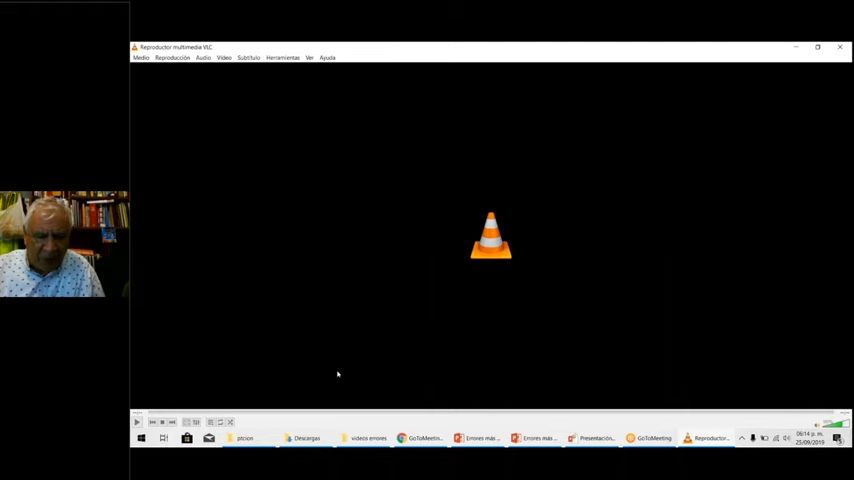 Reproductor multimedia VLC
Medio Reproducción Audio Vídeo Subtítulo Herramientas Ver Ayuda
ptcion Descargas videos errores GoToMeetin... Errores más ... Errores más ... Presentación... GoToMeeting Reproductor...
06:14 p. m.
25/09/2019